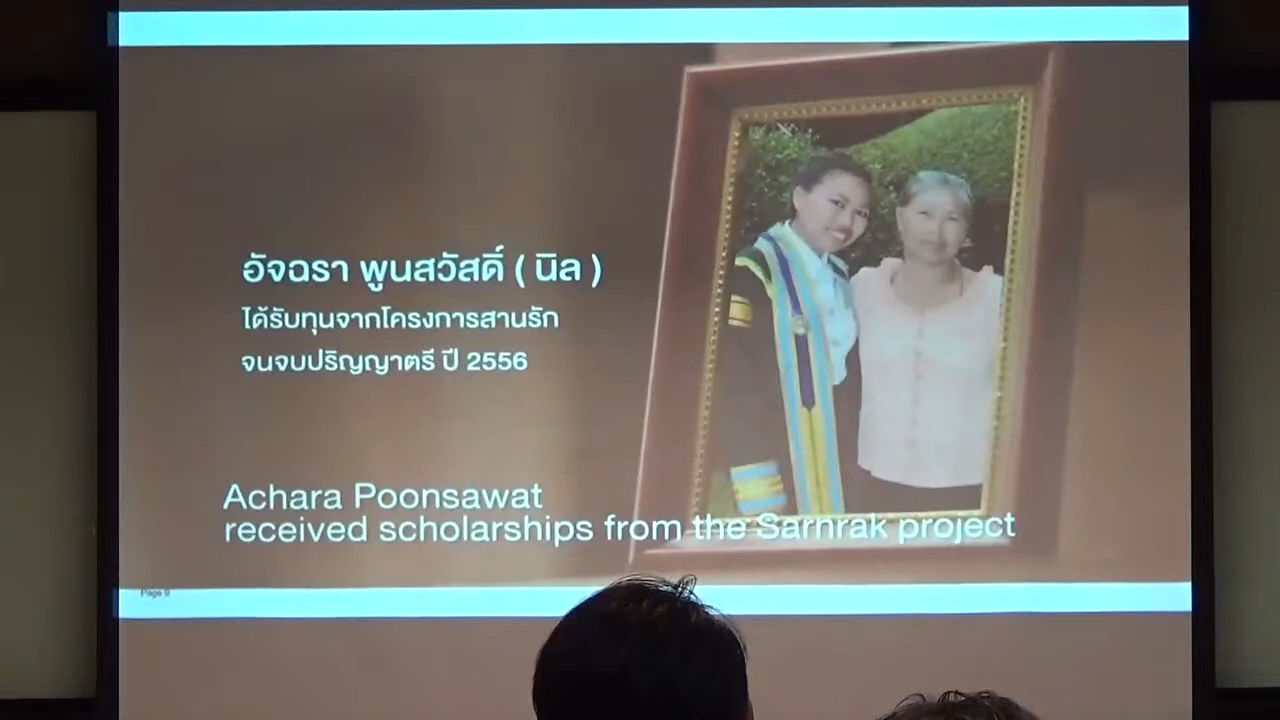 อัจฉรา พูนสวัสดิ์ ( นิล )
ได้รับทุนจากโครงการสานรัก
จนจบปริญญาตรี ปี 2556
Achara Poonsawat
received scholarships from the Sarnrak project
Page 9